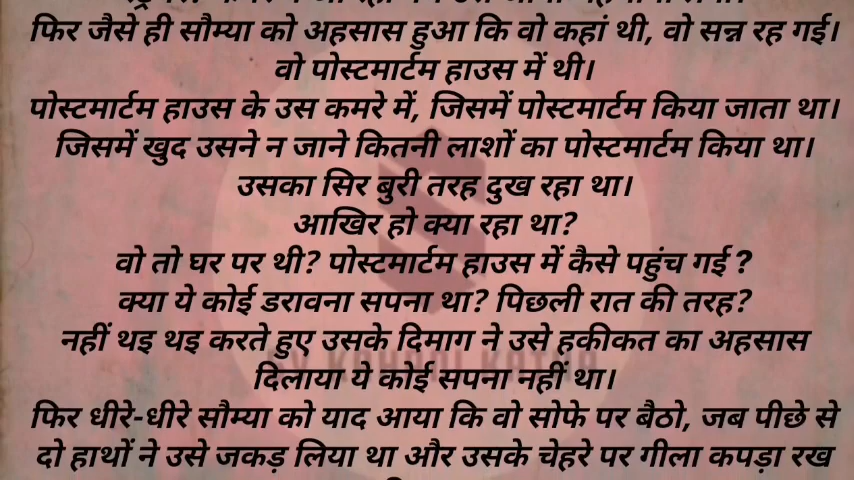 फिर जैसे ही सौम्या को अहसास हुआ कि वो कहां थी, वो सन्न रह गई।
वो पोस्टमार्टम हाउस में थी।
पोस्टमार्टम हाउस के उस कमरे में, जिसमें पोस्टमार्टम किया जाता था।
जिसमें खुद उसने न जाने कितनी लाशों का पोस्टमार्टम किया था।
उसका सिर बुरी तरह दुख रहा था।
आखिर हो क्या रहा था?
वो तो घर पर थी? पोस्टमार्टम हाउस में कैसे पहुंच गई ?
क्या ये कोई डरावना सपना था? पिछली रात की तरह?
नहीं थइ थइ करते हुए उसके दिमाग ने उसे हकीकत का अहसास
दिलाया ये कोई सपना नहीं था।
फिर धीरे-धीरे सौम्या को याद आया कि वो सोफे पर बैठो, जब पीछे से
दो हाथों ने उसे जकड़ लिया था और उसके चेहरे पर गीला कपड़ा रख